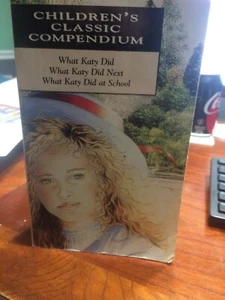 CHILDREN'S
CLASSIC
COMPENDIUM
What Katy Did
What Katy Did Next
What Katy Did at School